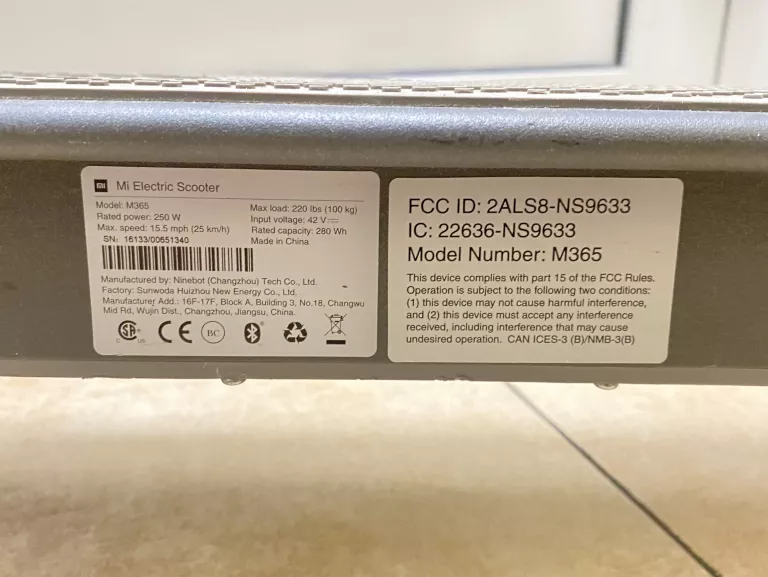 mi Mi Electric Scooter
Model: M365
Rated power: 250 W
Max. speed: 15.5 mph (25 km/h)
SN: 16133/00651340
Max load: 220 lbs (100 kg)
Input voltage: 42 V⎓
Rated capacity: 280 Wh
Made in China
Manufactured by: Ninebot (Changzhou) Tech Co., Ltd.
Factory: Sunwoda Huizhou New Energy Co., Ltd.
Manufacturer Add.: 16F-17F, Block A, Building 3, No.18, Changwu
Mid Rd, Wujin Dist., Changzhou, Jiangsu, China.
C SA US CE BC
FCC ID: 2ALS8-NS9633
IC: 22636-NS9633
Model Number: M365
This device complies with part 15 of the FCC Rules.
Operation is subject to the following two conditions:
(1) this device may not cause harmful interference,
and (2) this device must accept any interference
received, including interference that may cause
undesired operation. CAN ICES-3 (B)/NMB-3(B)